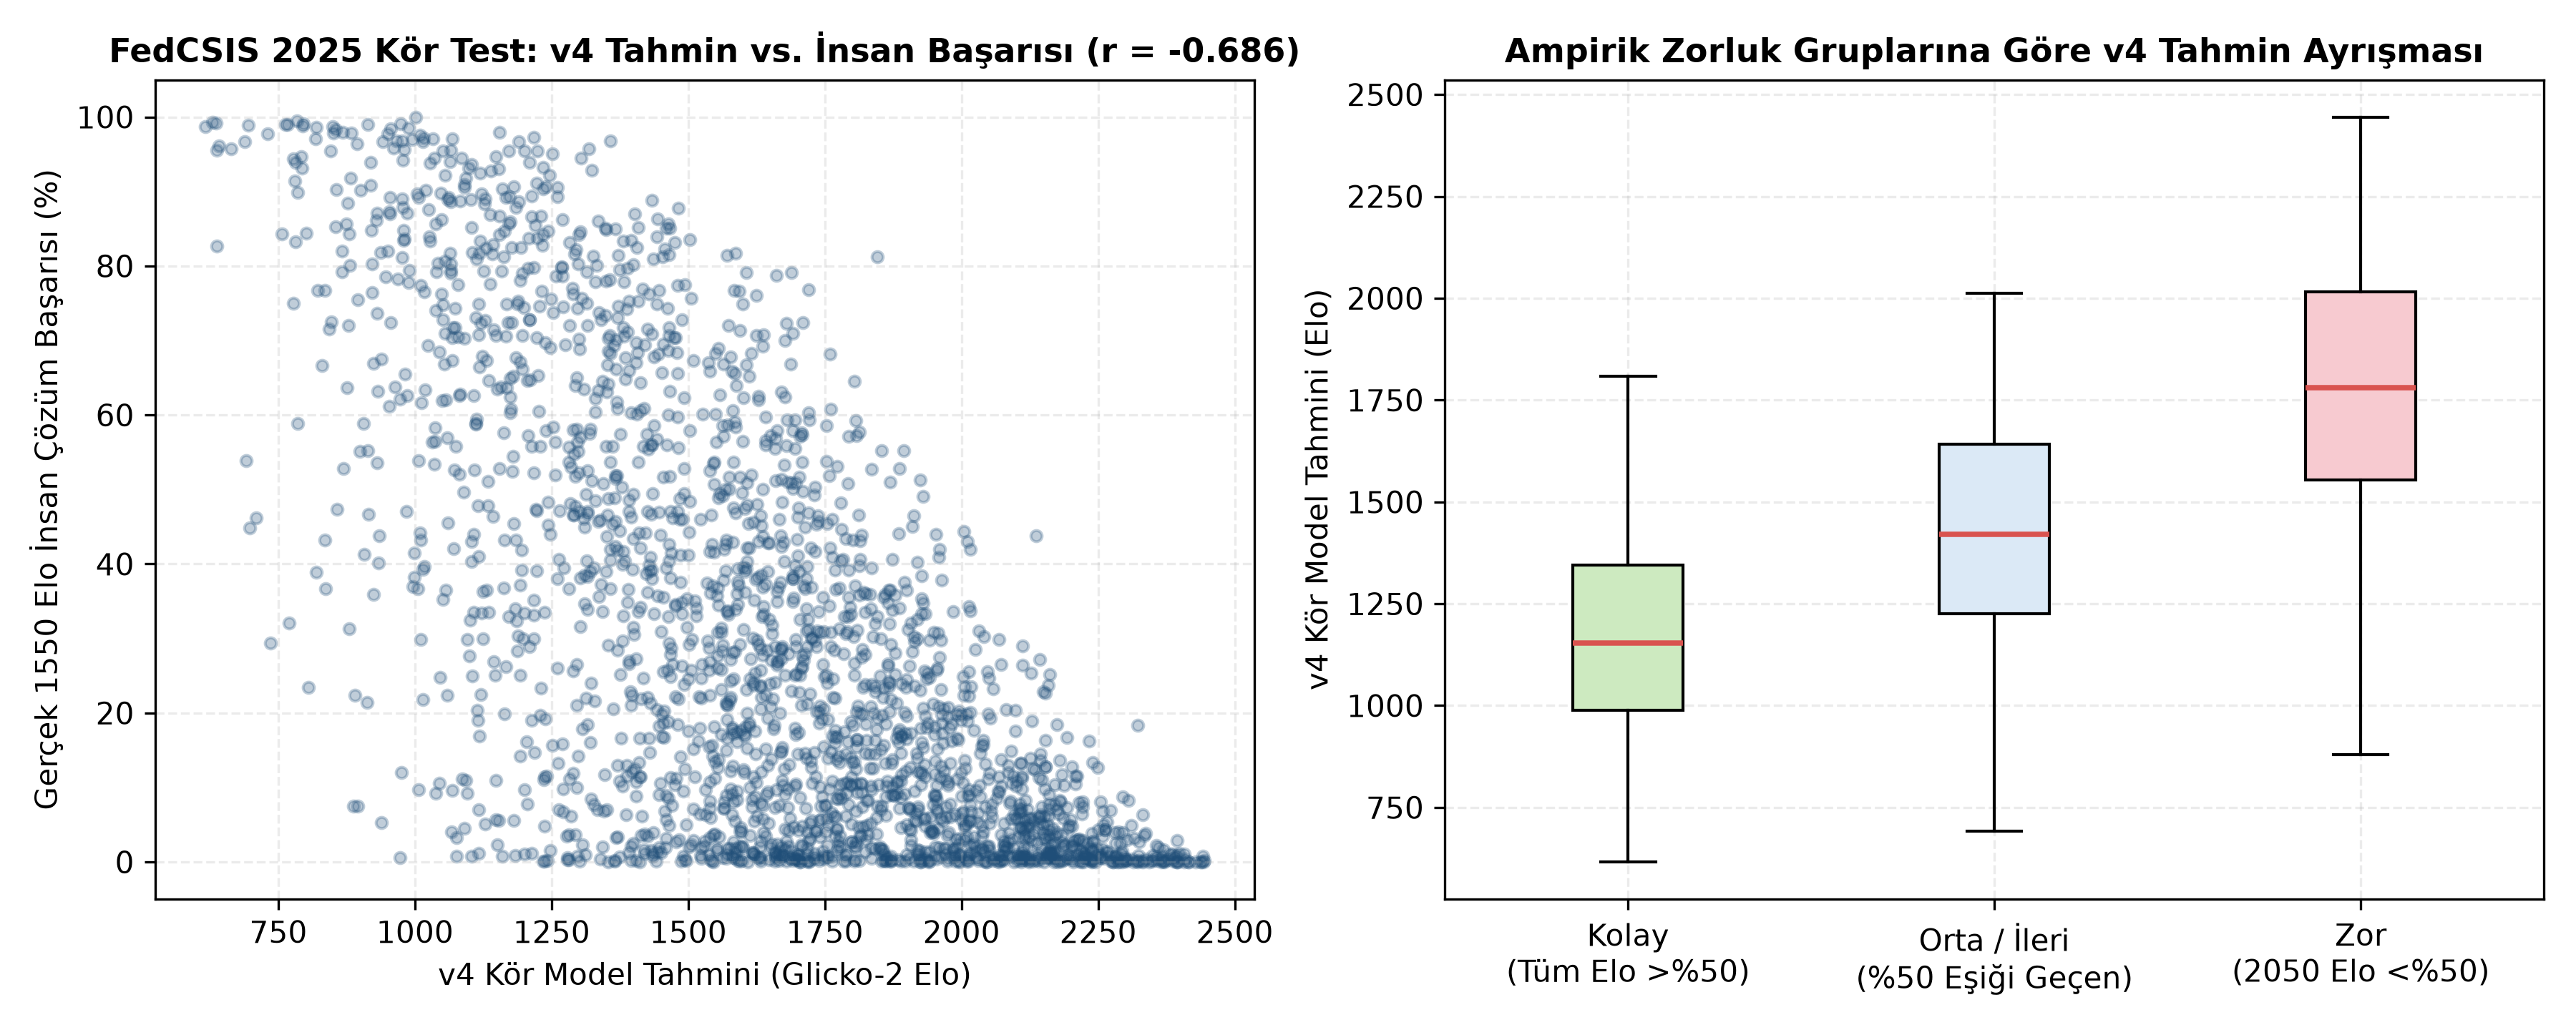 FedCSIS 2025 Kör Test: v4 Tahmin vs. İnsan Başarısı (r = -0.686)
Gerçek 1550 Elo İnsan Çözüm Başarısı (%)
100
80
60
40
20
0
750
1000
1250
1500
1750
2000
2250
2500
v4 Kör Model Tahmini (Glicko-2 Elo)
Ampirik Zorluk Gruplarına Göre v4 Tahmin Ayrışması
v4 Kör Model Tahmini (Elo)
2500
2250
2000
1750
1500
1250
1000
750
Kolay
(Tüm Elo >%50)
Orta / İleri
(%50 Eşiği Geçen)
Zor
(2050 Elo <%50)